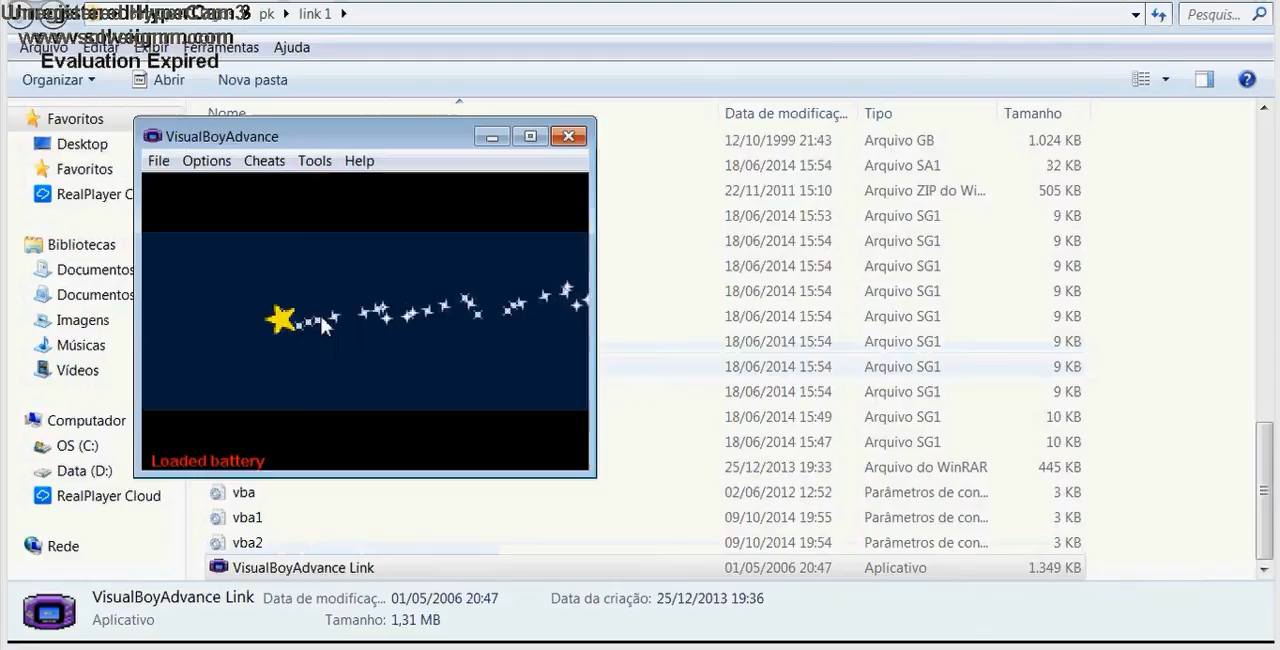 Unregistered HyperCam 3
pk link 1
Pesquis...
www.solveigmm.com
Arquivo Editar Exibir Ferramentas Ajuda
Evaluation Expired
Organizar Abrir Nova pasta
Nome Data de modificaç... Tipo Tamanho
Favoritos
Desktop
Favoritos
RealPlayer C
Bibliotecas
Documentos
Documentos
Imagens
Músicas
Vídeos
Computador
OS (C:)
Data (D:)
RealPlayer Cloud
Rede
VisualBoyAdvance
File Options Cheats Tools Help
Loaded battery
12/10/1999 21:43 Arquivo GB 1.024 KB
18/06/2014 15:54 Arquivo SA1 32 KB
22/11/2011 15:10 Arquivo ZIP do Wi... 505 KB
18/06/2014 15:53 Arquivo SG1 9 KB
18/06/2014 15:54 Arquivo SG1 9 KB
18/06/2014 15:54 Arquivo SG1 9 KB
18/06/2014 15:54 Arquivo SG1 9 KB
18/06/2014 15:54 Arquivo SG1 9 KB
18/06/2014 15:54 Arquivo SG1 9 KB
18/06/2014 15:54 Arquivo SG1 9 KB
18/06/2014 15:54 Arquivo SG1 9 KB
18/06/2014 15:49 Arquivo SG1 10 KB
18/06/2014 15:47 Arquivo SG1 10 KB
25/12/2013 19:33 Arquivo do WinRAR 445 KB
vba 02/06/2012 12:52 Parâmetros de con... 3 KB
vba1 09/10/2014 19:55 Parâmetros de con... 3 KB
vba2 09/10/2014 19:54 Parâmetros de con... 3 KB
VisualBoyAdvance Link 01/05/2006 20:47 Aplicativo 1.349 KB
VisualBoyAdvance Link Data de modificaç... 01/05/2006 20:47 Data da criação: 25/12/2013 19:36
Aplicativo Tamanho: 1,31 MB